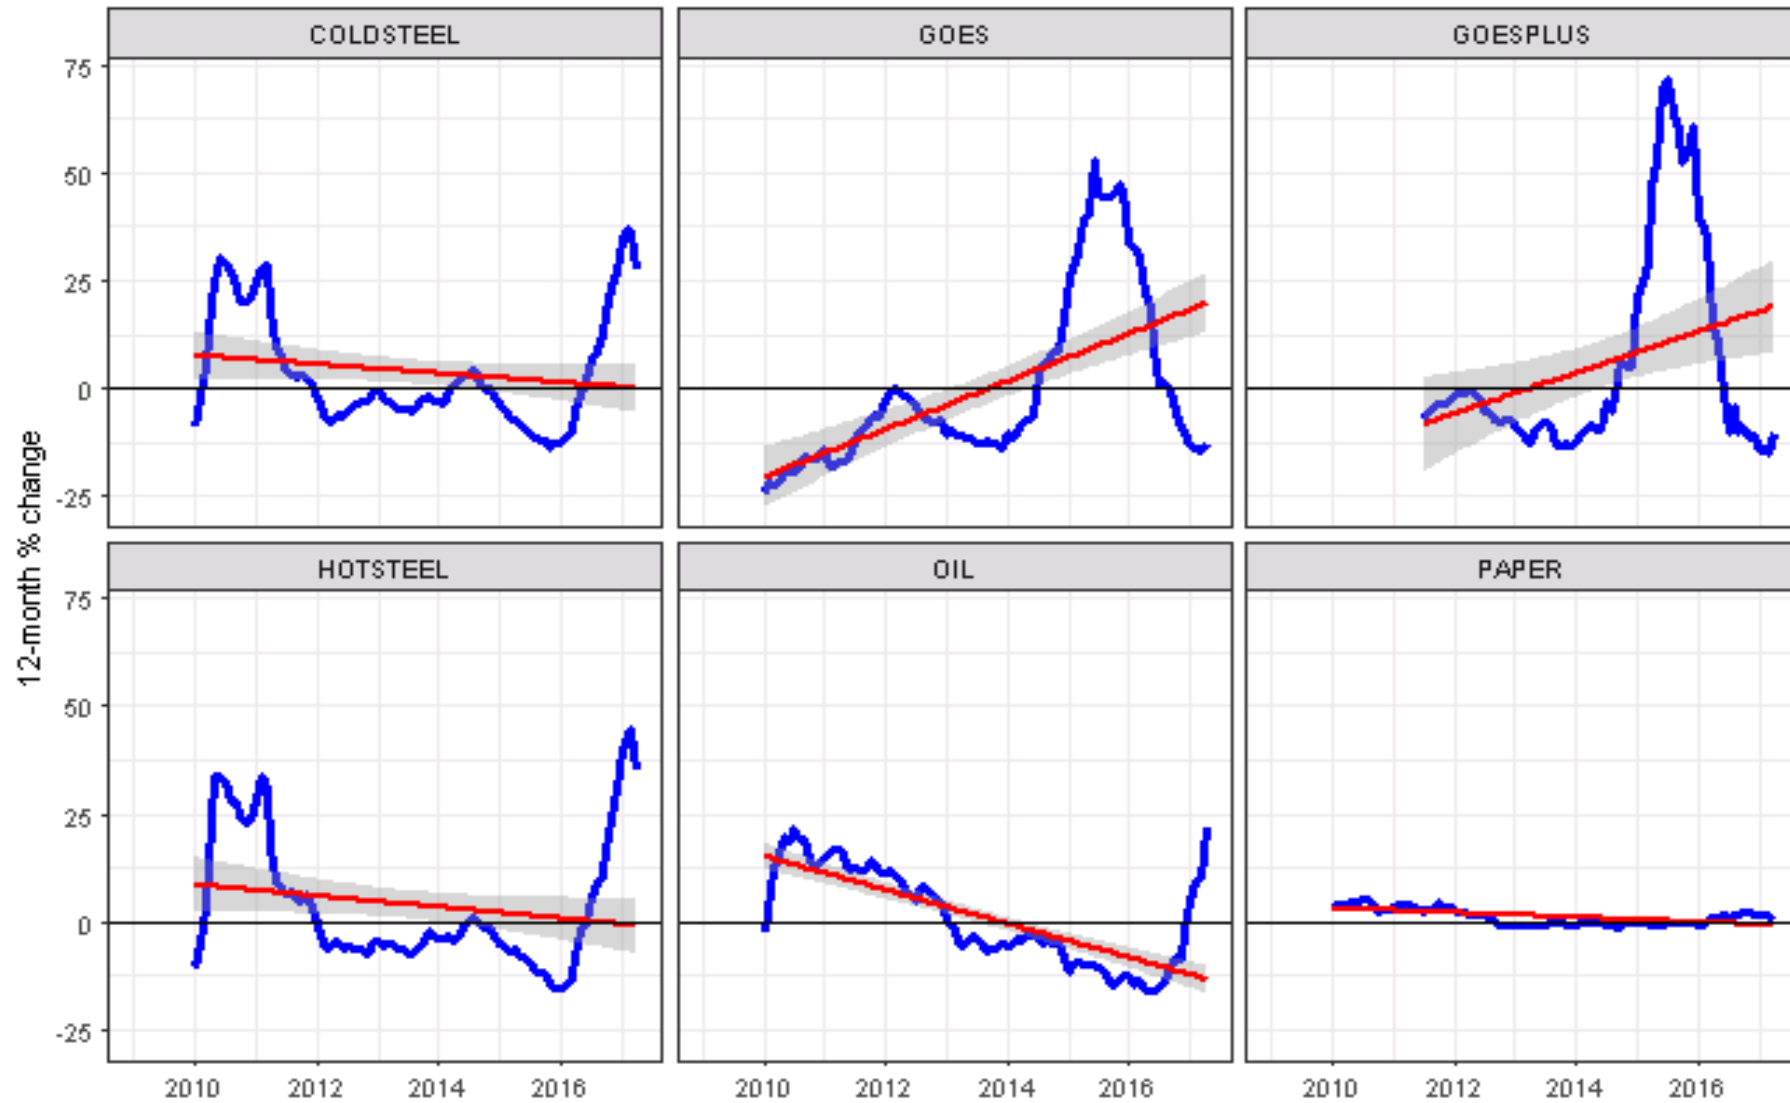 COLDSTEEL GOES GOESPLUS
75
50
25
0
-25
HOTSTEEL OIL PAPER
75
50
25
0
-25
12-month % change
2010 2012 2014 2016 2010 2012 2014 2016 2010 2012 2014 2016